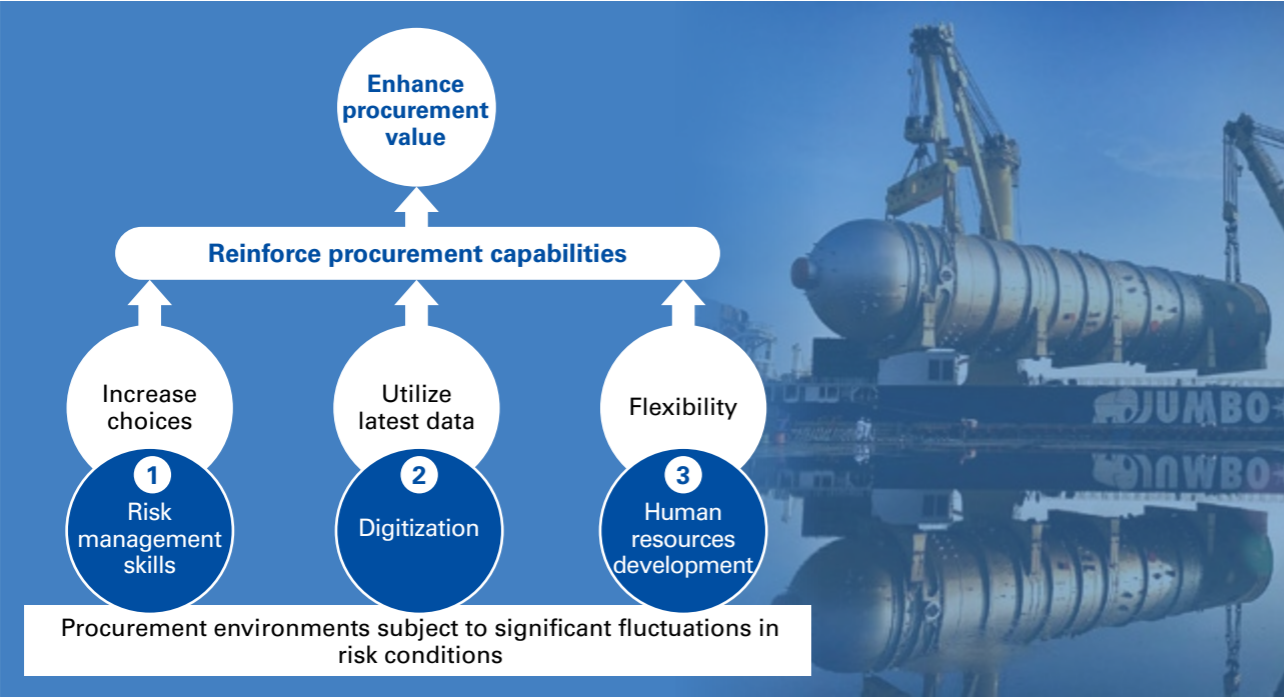 Enhance
procurement
value
Reinforce procurement capabilities
Increase
choices
Utilize
latest data
Flexibility
1
Risk
management
skills
2
Digitization
3
Human
resources
development
Procurement environments subject to significant fluctuations in
risk conditions
JUMBO